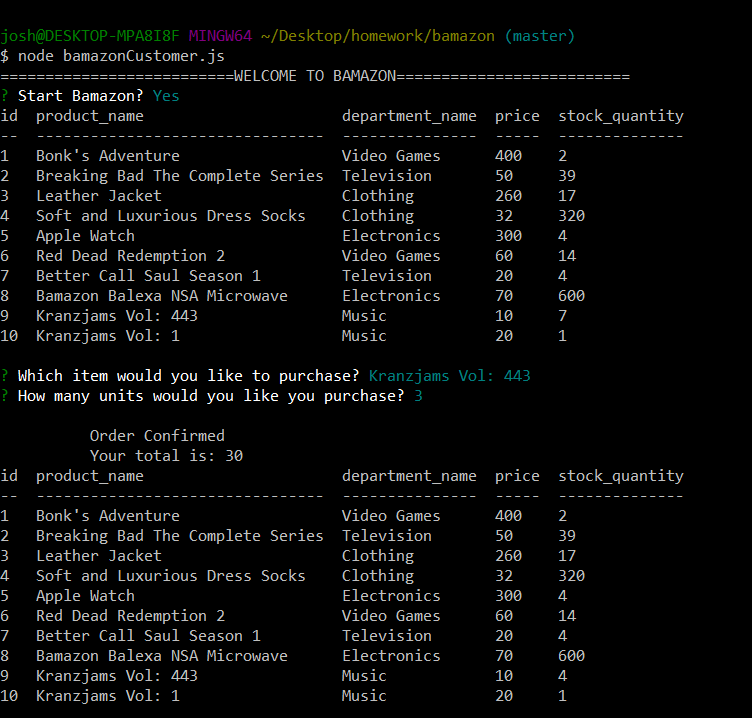 josh@DESKTOP-MPA8I8F MINGW64 ~/Desktop/homework/bamazon (master)
$ node bamazonCustomer.js
==========================WELCOME TO BAMAZON==========================
? Start Bamazon? Yes
id  product_name                      department_name  price  stock_quantity
--  --------------------------------  ---------------  -----  --------------
1   Bonk's Adventure                  Video Games      400    2
2   Breaking Bad The Complete Series  Television       50     39
3   Leather Jacket                    Clothing         260    17
4   Soft and Luxurious Dress Socks    Clothing         32     320
5   Apple Watch                       Electronics      300    4
6   Red Dead Redemption 2             Video Games      60     14
7   Better Call Saul Season 1         Television       20     4
8   Bamazon Balexa NSA Microwave      Electronics      70     600
9   Kranzjams Vol: 443                Music            10     7
10  Kranzjams Vol: 1                  Music            20     1
? Which item would you like to purchase? Kranzjams Vol: 443
? How many units would you like you purchase? 3
          Order Confirmed
          Your total is: 30
id  product_name                      department_name  price  stock_quantity
--  --------------------------------  ---------------  -----  --------------
1   Bonk's Adventure                  Video Games      400    2
2   Breaking Bad The Complete Series  Television       50     39
3   Leather Jacket                    Clothing         260    17
4   Soft and Luxurious Dress Socks    Clothing         32     320
5   Apple Watch                       Electronics      300    4
6   Red Dead Redemption 2             Video Games      60     14
7   Better Call Saul Season 1         Television       20     4
8   Bamazon Balexa NSA Microwave      Electronics      70     600
9   Kranzjams Vol: 443                Music            10     4
10  Kranzjams Vol: 1                  Music            20     1